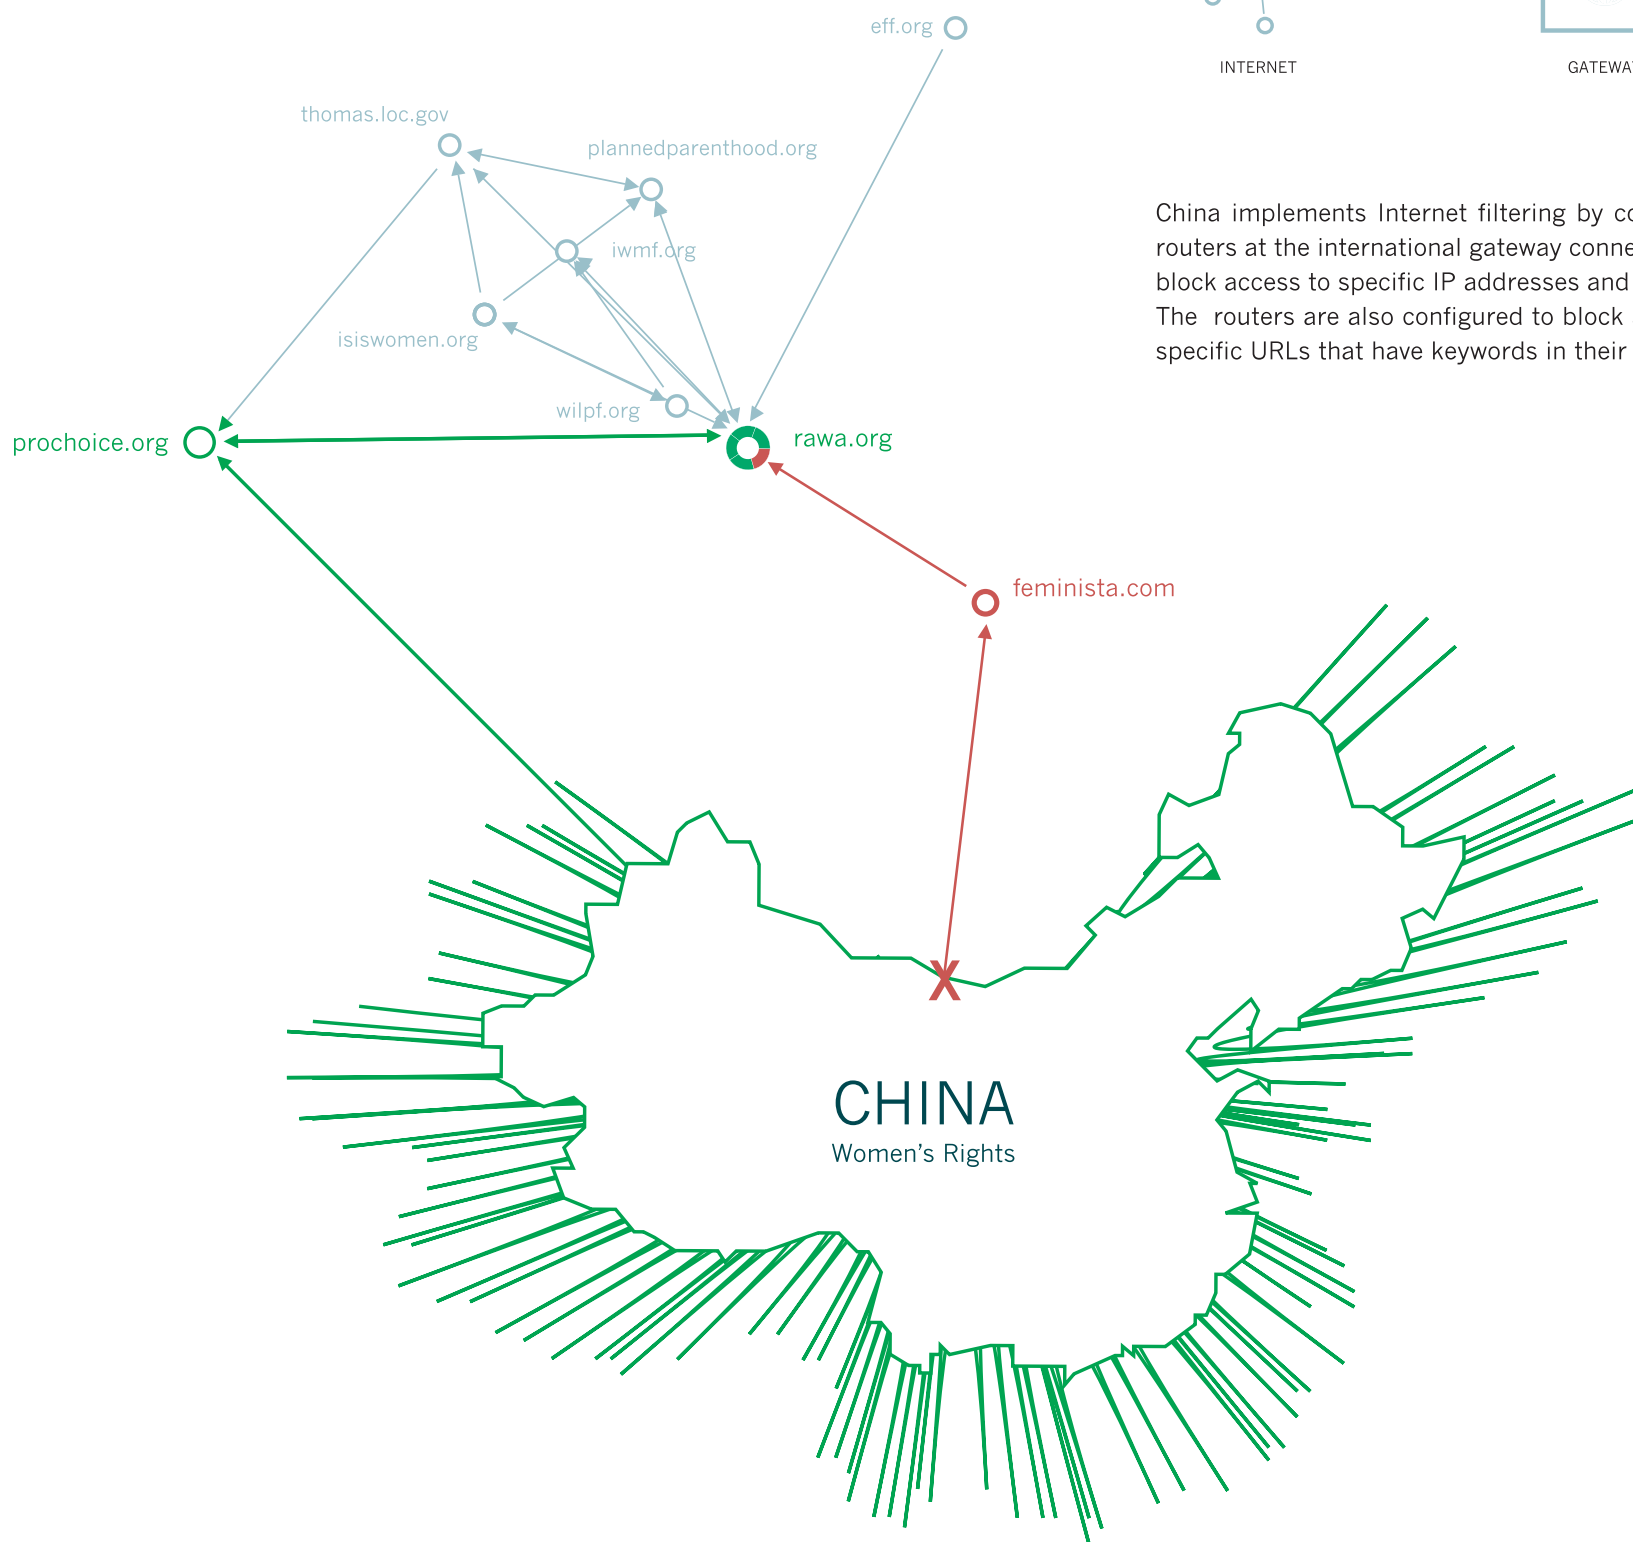 eff.org
INTERNET
thomas.loc.gov
plannedparenthood.org
China implements Internet filtering by
routers at the international gateway
block access to specific IP addresses and
iwmf.org
The routers are also configured to block
isiswomen.org
specific URLs that have keywords in their
wilpf.org
prochoice.org
rawa.org
feminista.com
X
CHINA
Women's Rights